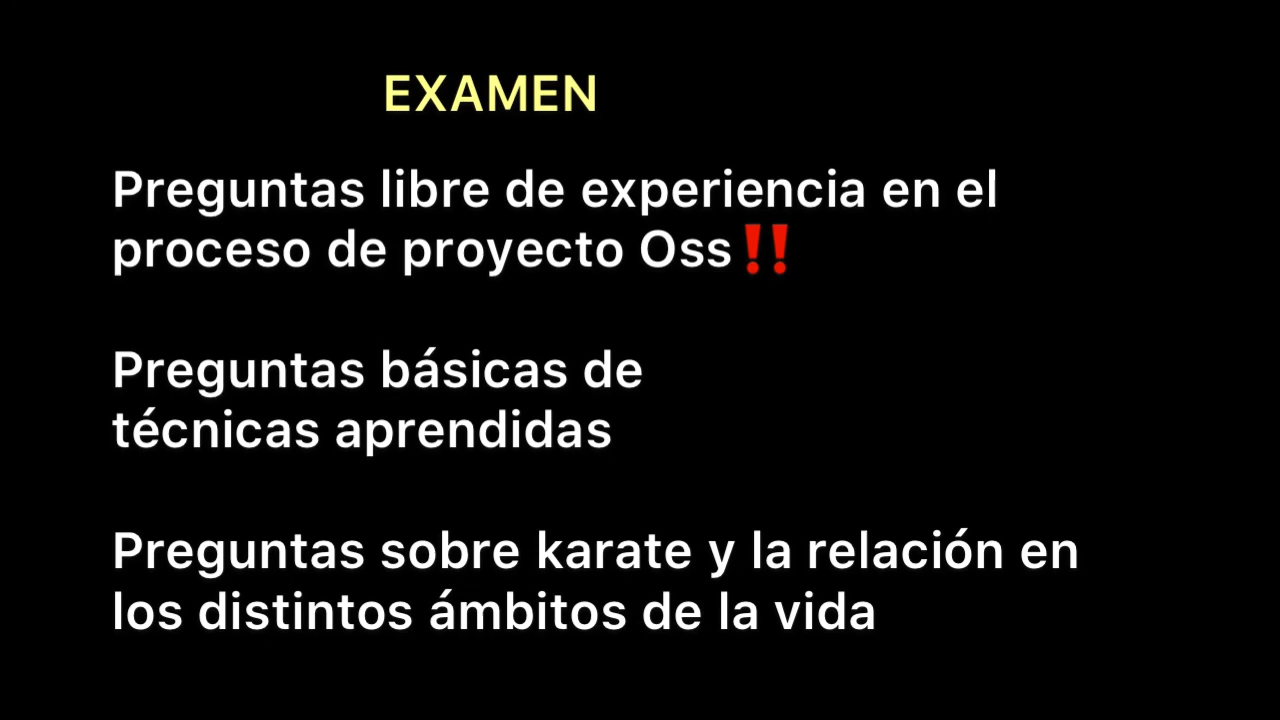 EXAMEN
Preguntas libre de experiencia en el
proceso de proyecto Oss‼️
Preguntas básicas de
técnicas aprendidas
Preguntas sobre karate y la relación en
los distintos ámbitos de la vida